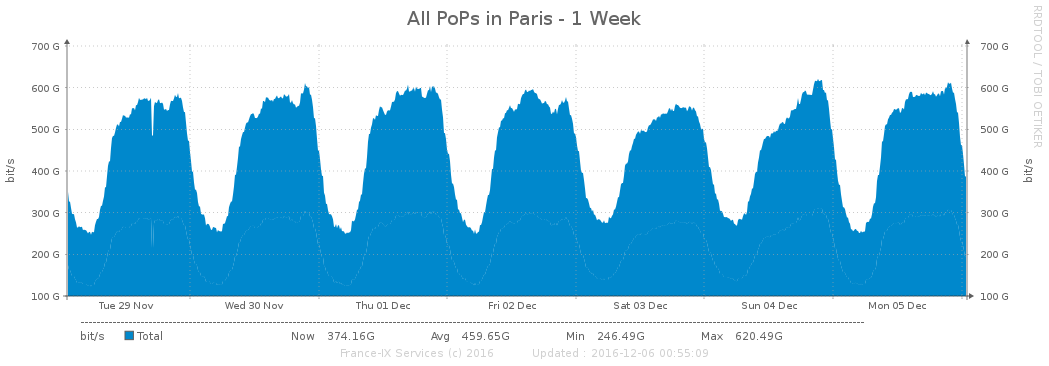 All PoPs in Paris - 1 Week
RRDTOOL / TOBI OETIKER
700 G 700 G
600 G 600 G
500 G 500 G
400 G 400 G
300 G 300 G
200 G 200 G
100 G 100 G
bit/s bit/s
Tue 29 Nov Wed 30 Nov Thu 01 Dec Fri 02 Dec Sat 03 Dec Sun 04 Dec Mon 05 Dec
bit/s Total Now 374.16G Avg 459.65G Min 246.49G Max 620.49G
France-IX Services (c) 2016 Updated : 2016-12-06 00:55:09